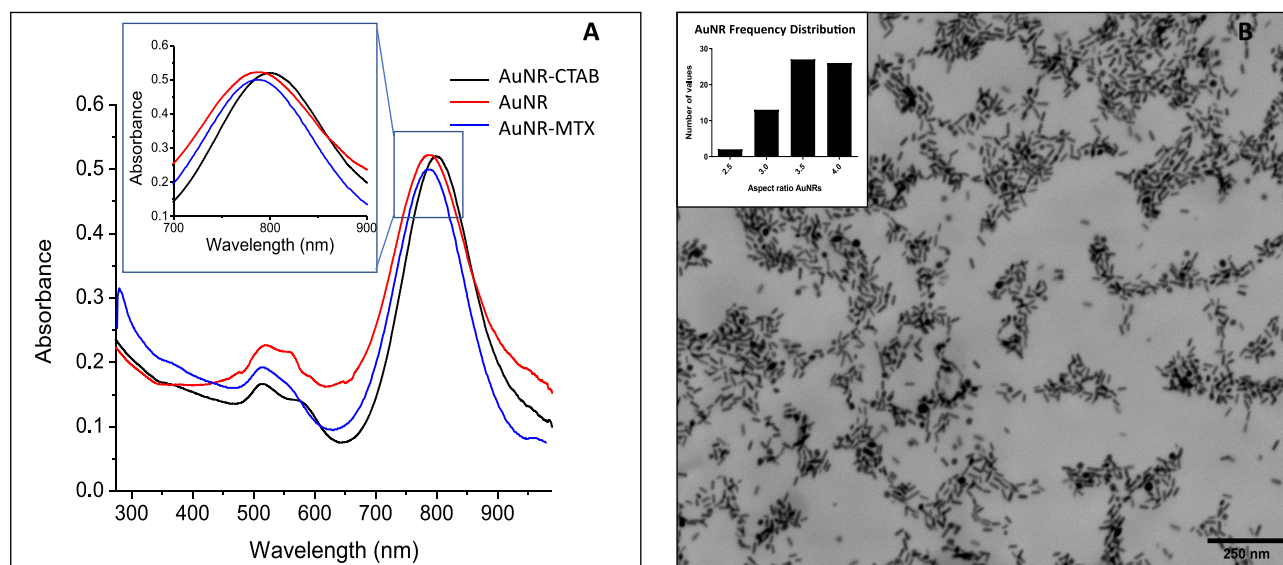 A
AuNR-CTAB
AuNR
AuNR-MTX
0.6
0.5
0.4
0.3
0.2
0.1
0.0
Absorbance
300 400 500 600 700 800 900
Wavelength (nm)
0.6
0.5
0.4
0.3
0.2
0.1
Absorbance
700 800 900
Wavelength (nm)
B
AuNR Frequency Distribution
30
20
10
0
Number of values
2.5 3.0 3.5 4.0
Aspect ratio AuNRs
250 nm